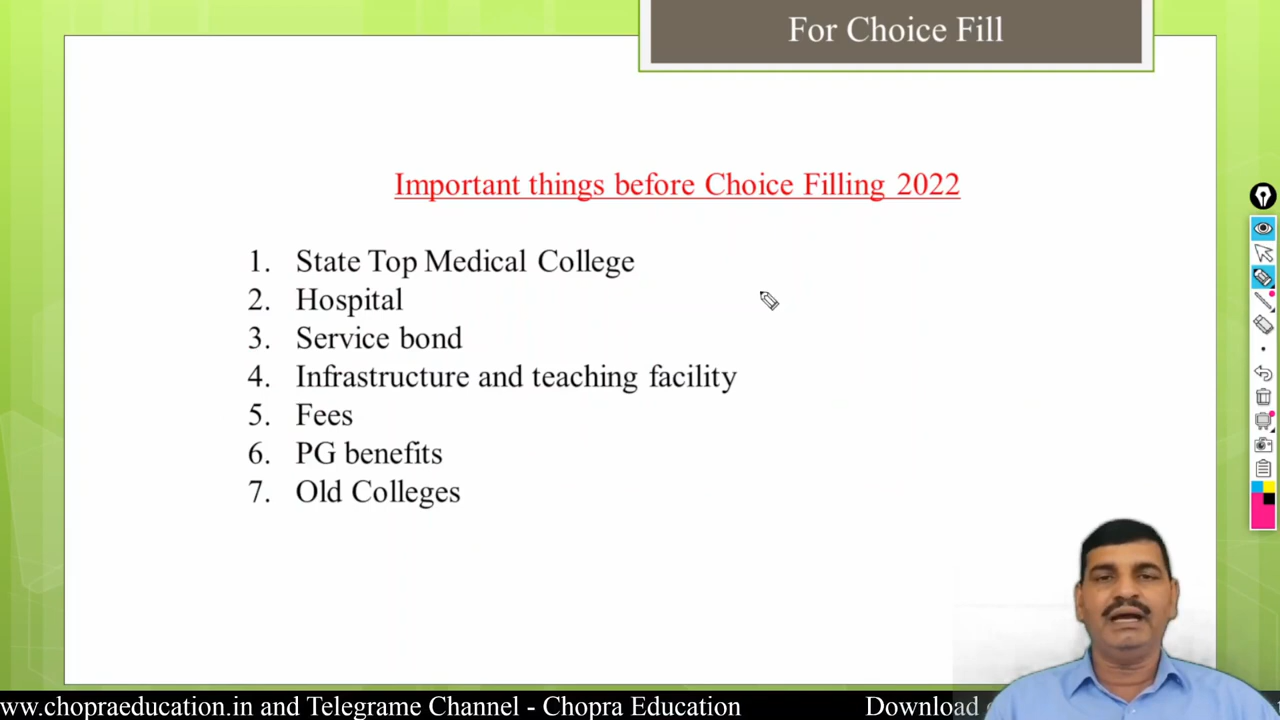 For Choice Fill
Important things before Choice Filling 2022
1. State Top Medical College
2. Hospital
3. Service bond
4. Infrastructure and teaching facility
5. Fees
6. PG benefits
7. Old Colleges
www.chopraeducation.in and Telegrame Channel - Chopra Education Download